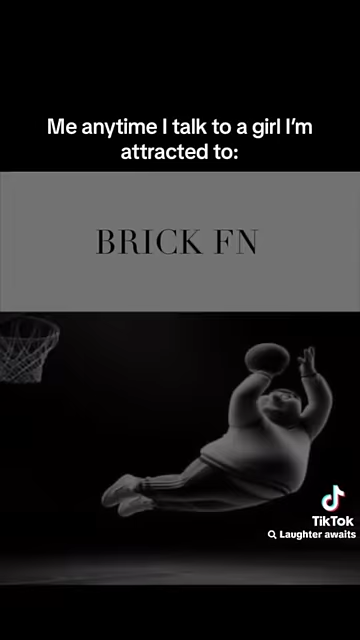 Me anytime I talk to a girl I'm
attracted to:
BRICK FN
TikTok
Laughter awaits